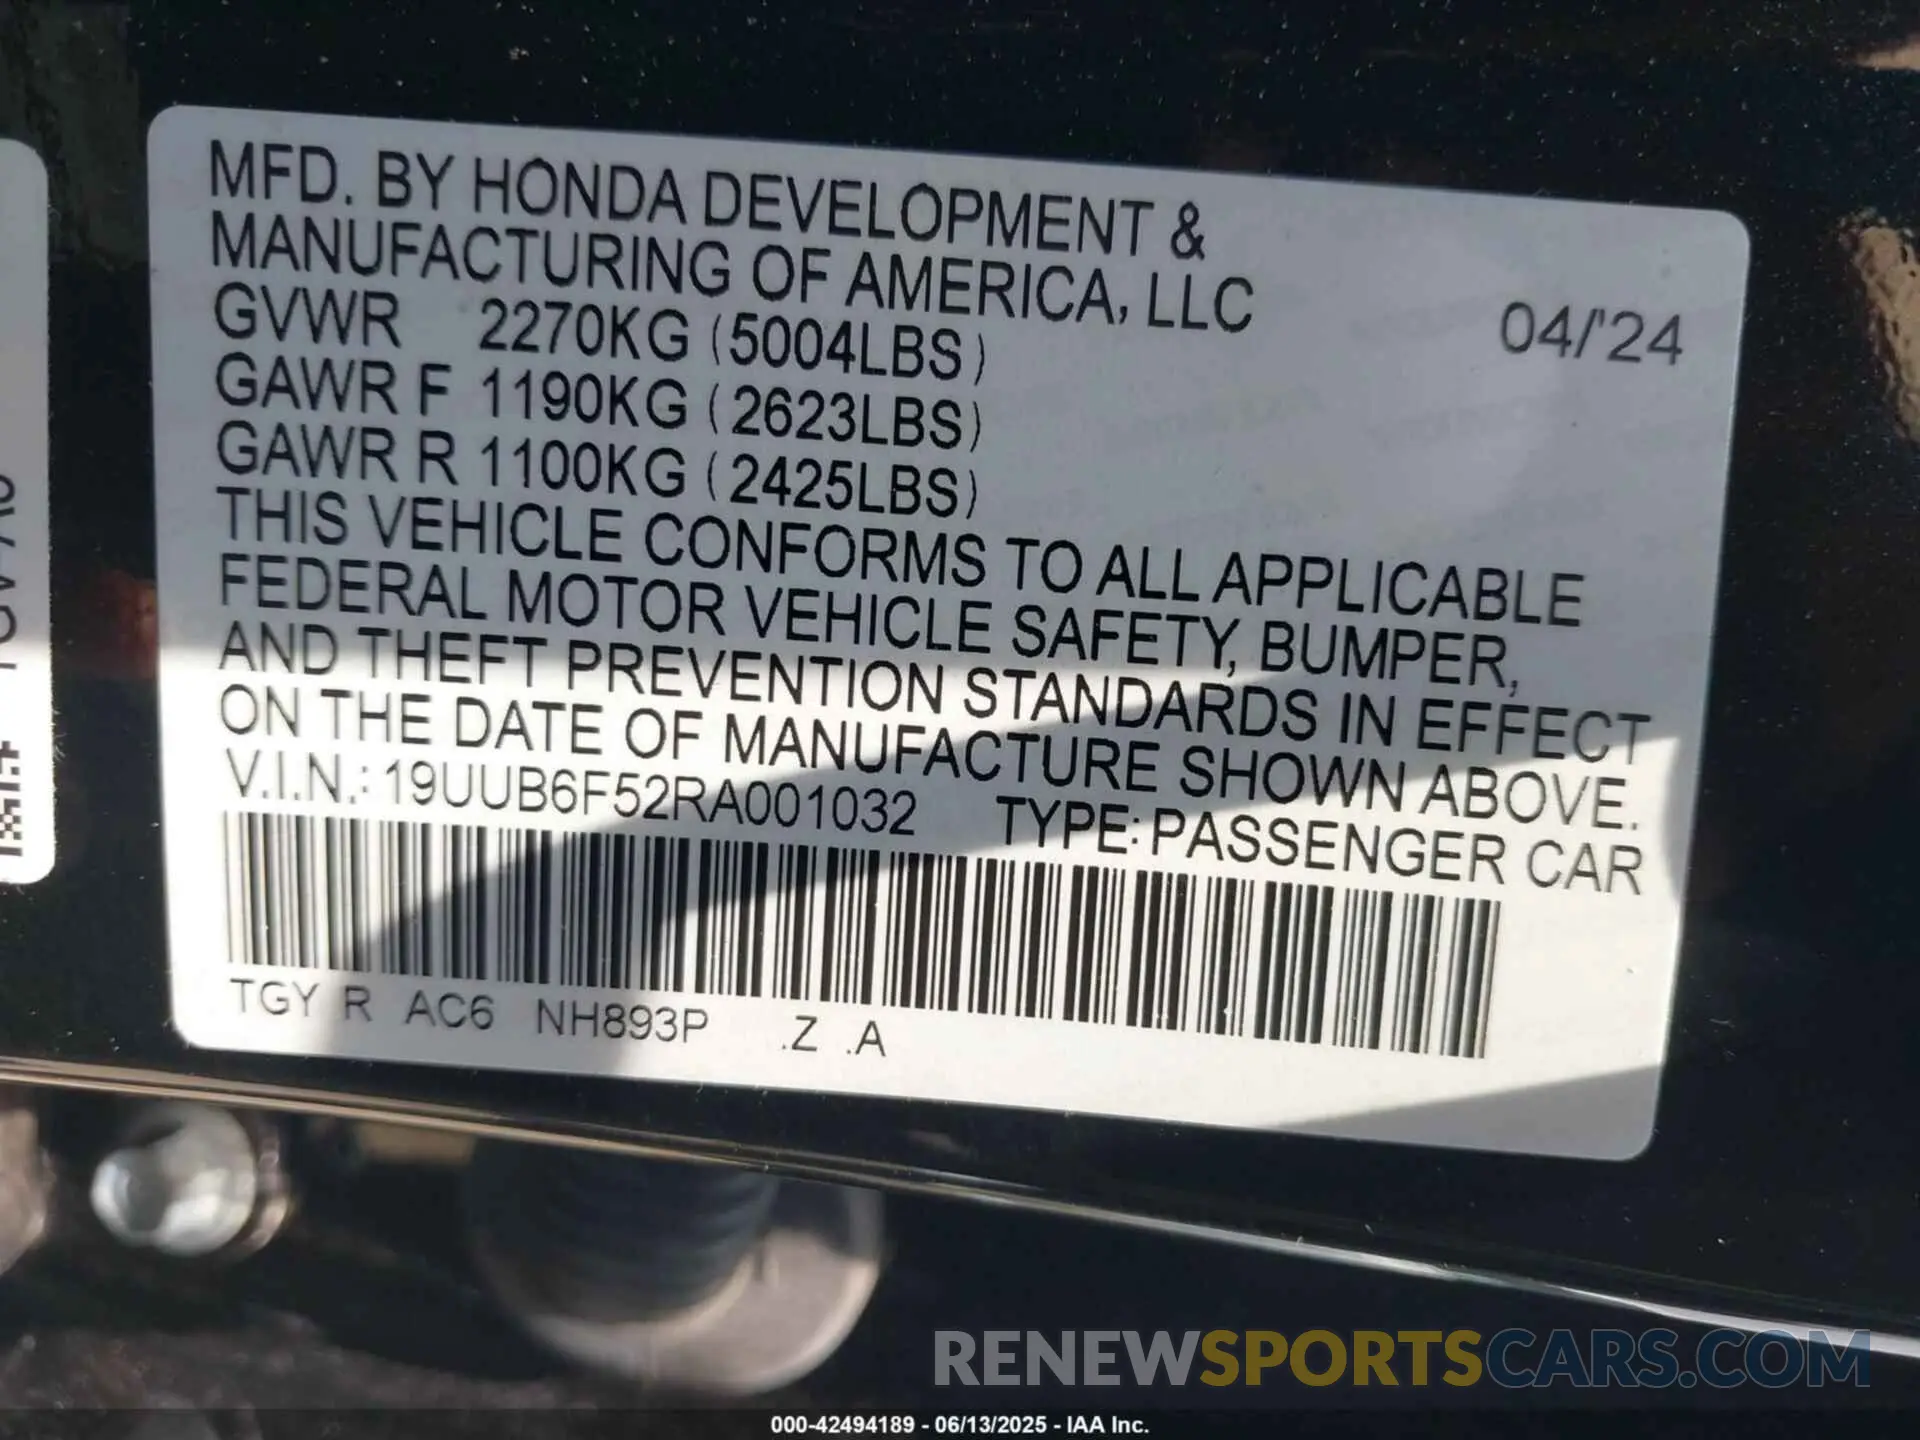 MFD. BY HONDA DEVELOPMENT &
MANUFACTURING OF AMERICA, LLC
04/'24
GVWR 2270KG (5004LBS)
GAWR F 1190KG (2623LBS)
GAWR R 1100KG (2425LBS)
THIS VEHICLE CONFORMS TO ALL APPLICABLE
FEDERAL MOTOR VEHICLE SAFETY, BUMPER,
AND THEFT PREVENTION STANDARDS IN EFFECT
ON THE DATE OF MANUFACTURE SHOWN ABOVE.
V.I.N.: 19UUB6F52RA001032 TYPE: PASSENGER CAR
TGY R AC6 NH893P .Z .A
RENEWSPORTSCARS.COM
000-42494189 - 06/13/2025 - IAA Inc.